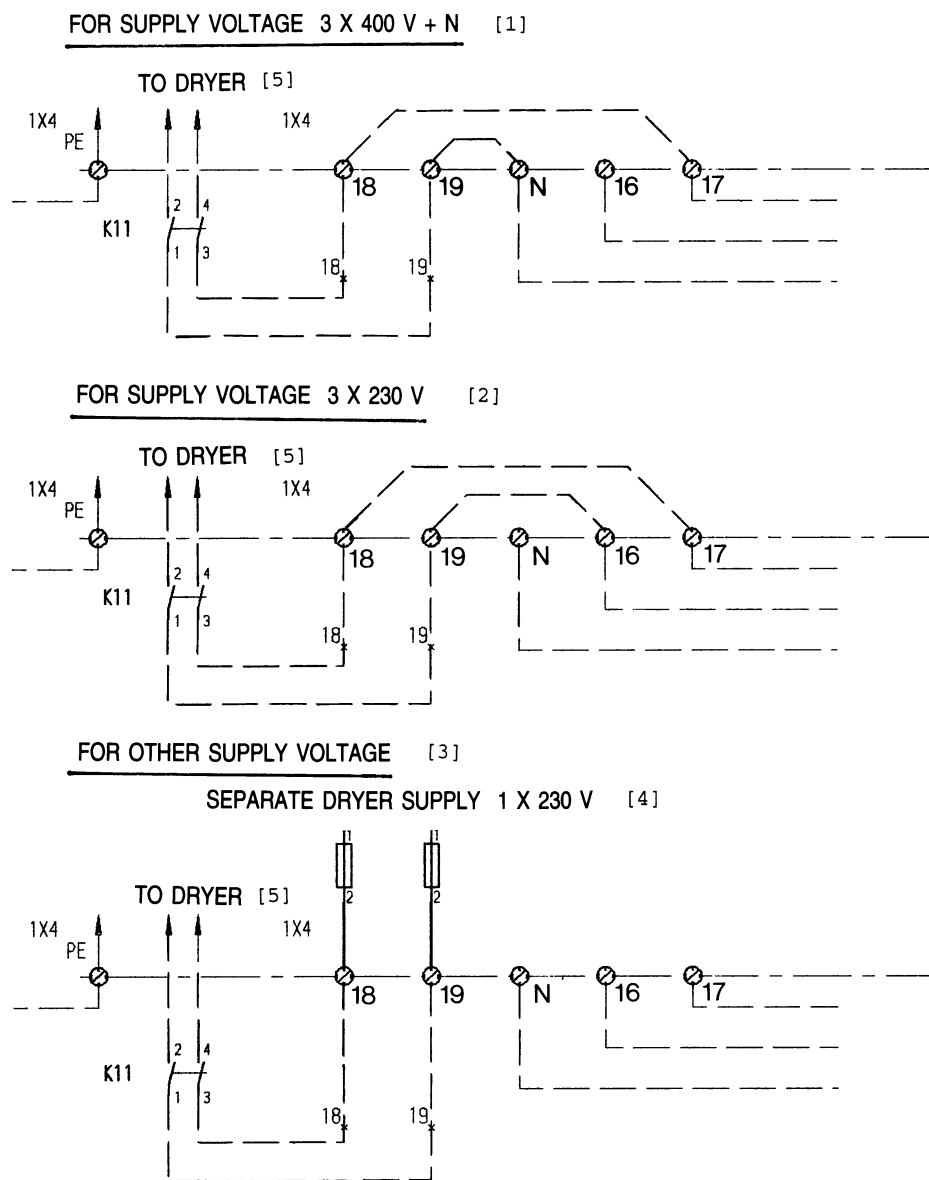 FOR SUPPLY VOLTAGE 3 X 400 V + N [1]
TO DRYER [5]
1X4 1X4
PE
18 19 N 16 17
2 4
K11
1 3
18 19
FOR SUPPLY VOLTAGE 3 X 230 V [2]
TO DRYER [5]
1X4 1X4
PE
18 19 N 16 17
2 4
K11
1 3
18 19
FOR OTHER SUPPLY VOLTAGE [3]
SEPARATE DRYER SUPPLY 1 X 230 V [4]
1 1
2 2
TO DRYER [5]
1X4 1X4
PE
18 19 N 16 17
2 4
K11
1 3
18 19